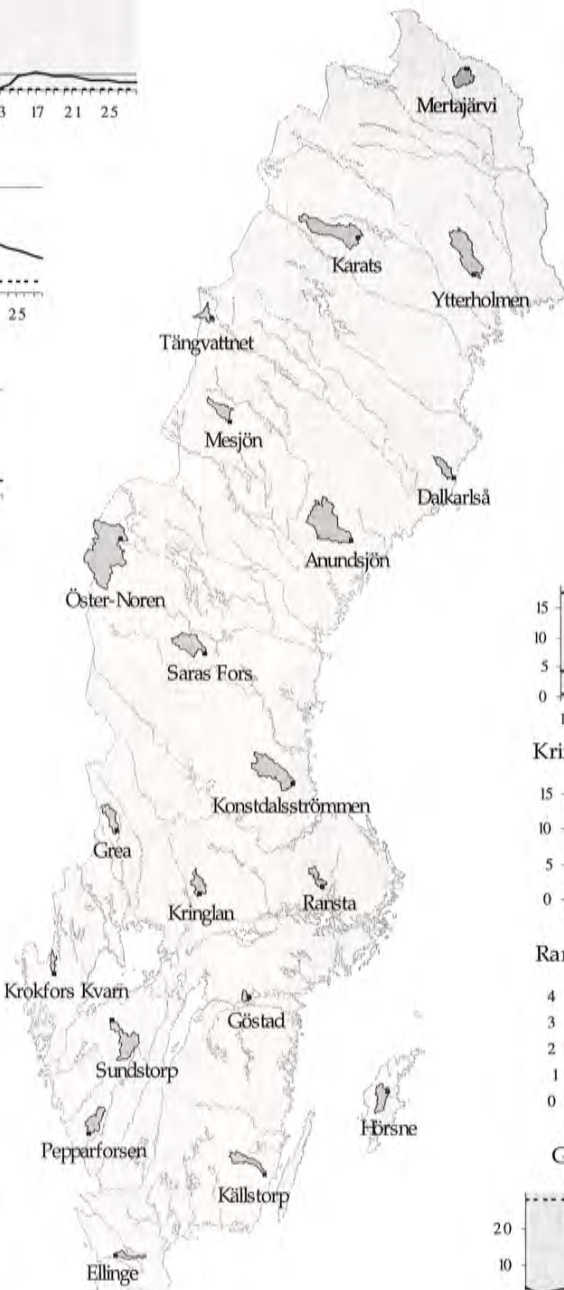 3 17 21 25
25
Mertajärvi
Karats
Ytterholmen
Tängvattnet
Mesjön
Dalkarlså
Anundsjön
Öster-Noren
Saras Fors
Konstdalsströmmen
Grea
Kringlan
Ransta
Krokfors Kvarn
Göstad
Sundstorp
Hörsne
Pepparforsen
Källstorp
Ellinge
15
10
5
0
1
15
10
5
0
4
3
2
1
0
G
20
10